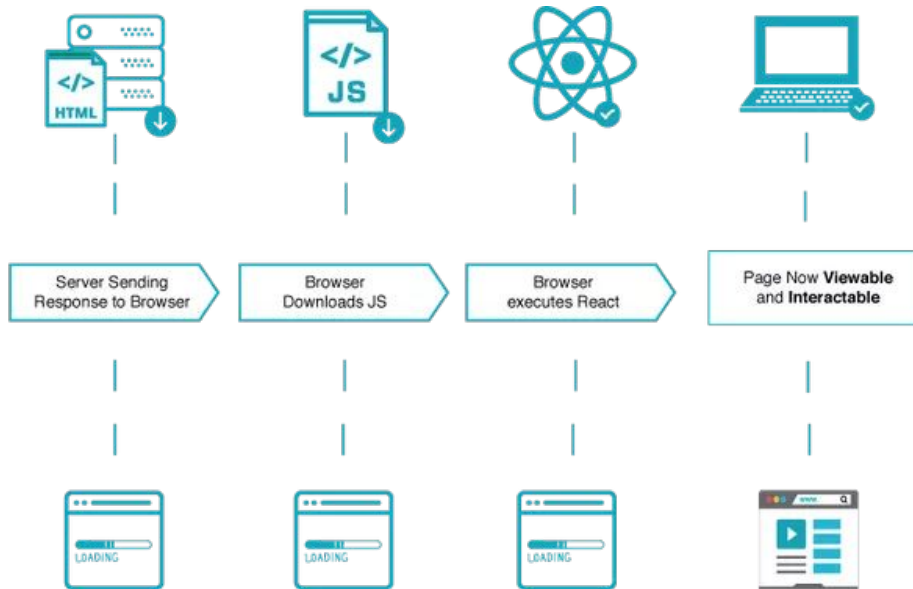 </>
HTML
</>
JS
Server Sending
Response to Browser
Browser
Downloads JS
Browser
executes React
Page Now Viewable
and Interactable
LOADING
LOADING
LOADING
www.